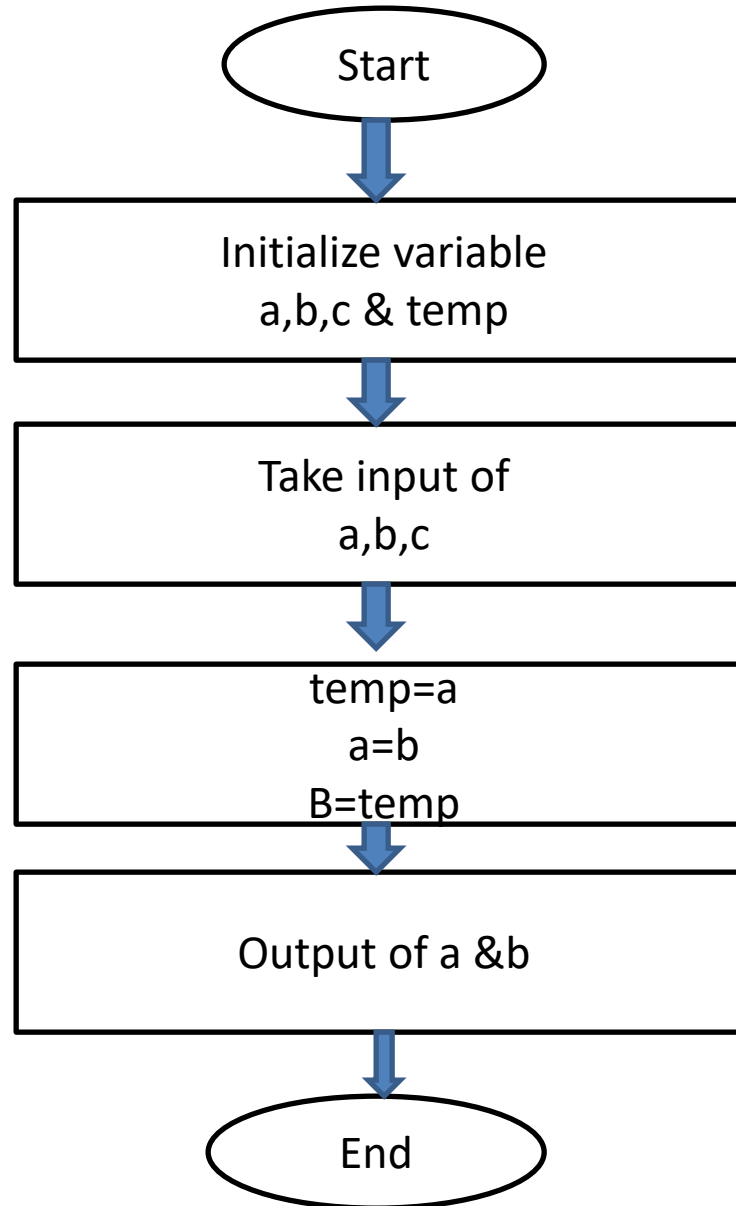 Start
Initialize variable
a,b,c & temp
Take input of
a,b,c
temp=a
a=b
B=temp
Output of a &b
End